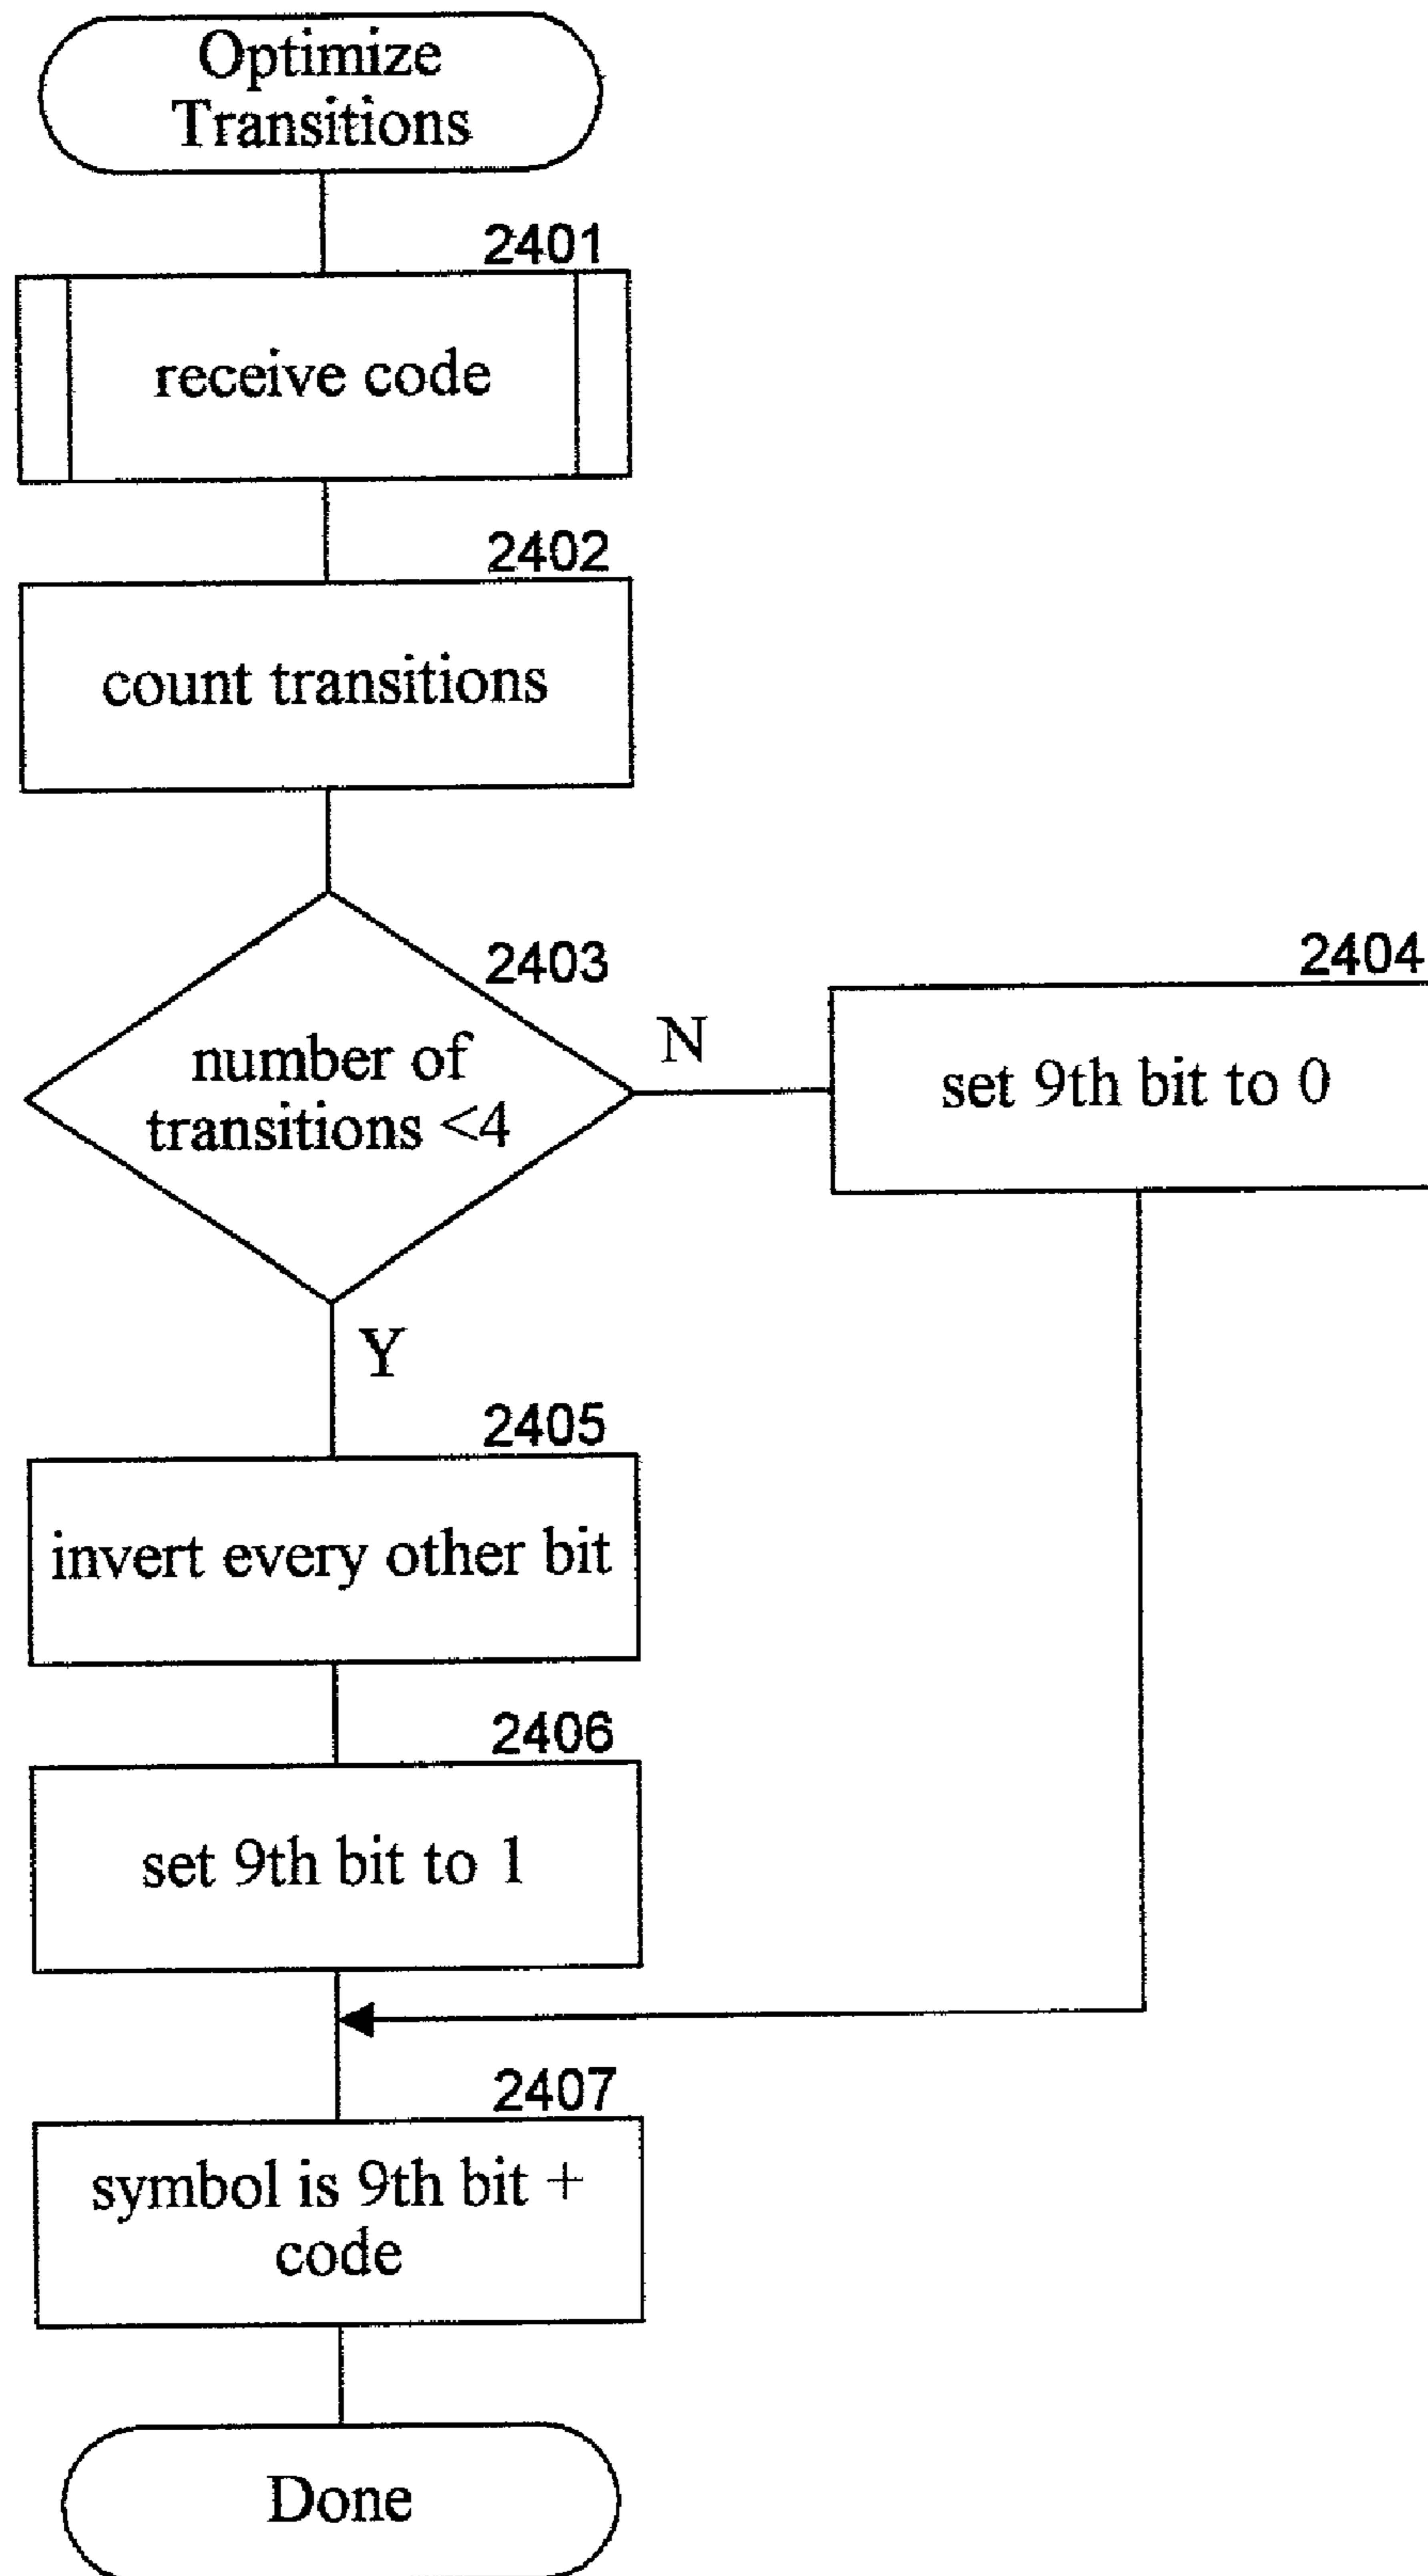 Optimize
Transitions
2401
receive code
2402
count transitions
2403
number of
transitions <4
N
2404
set 9th bit to 0
Y
2405
invert every other bit
2406
set 9th bit to 1
2407
symbol is 9th bit +
code
Done